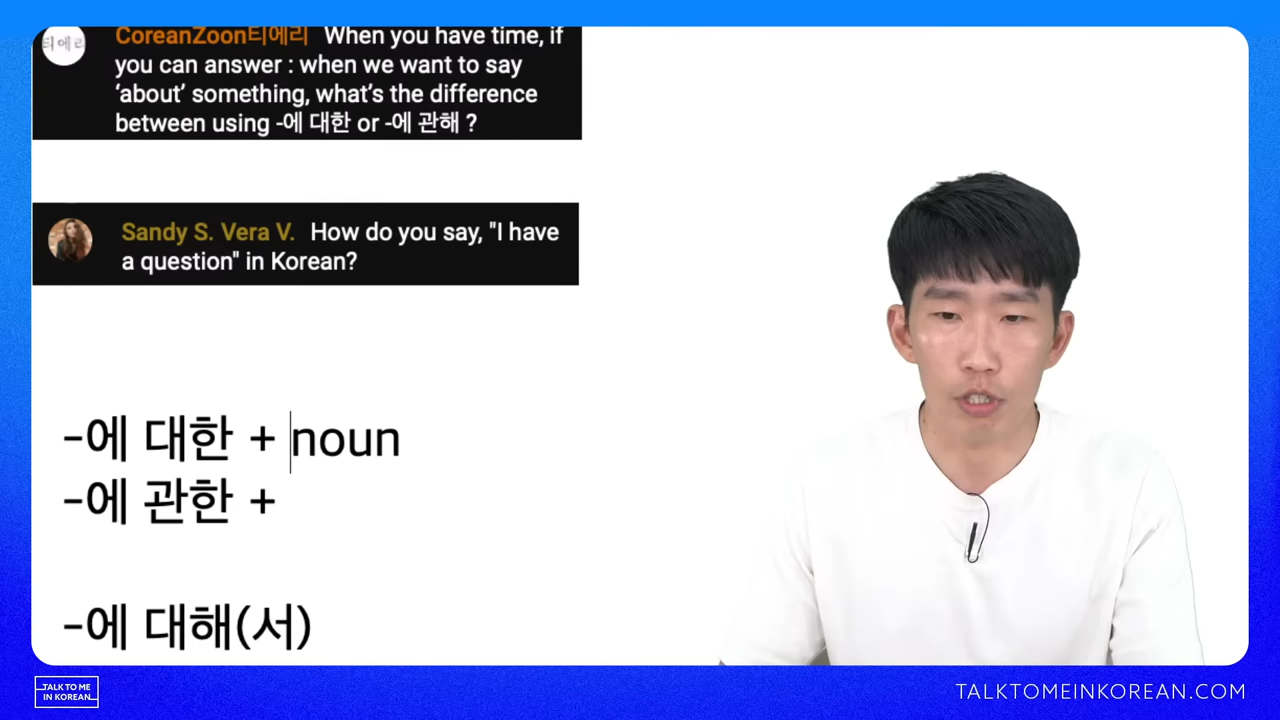 티에리
CoreanZoon티에리 When you have time, if
you can answer : when we want to say
‘about’ something, what’s the difference
between using -에 대한 or -에 관해 ?
Sandy S. Vera V. How do you say, "I have
a question" in Korean?
-에 대한 + noun
-에 관한 +
-에 대해(서)
TALK TO ME
IN KOREAN
TALKTOMEINKOREAN.COM